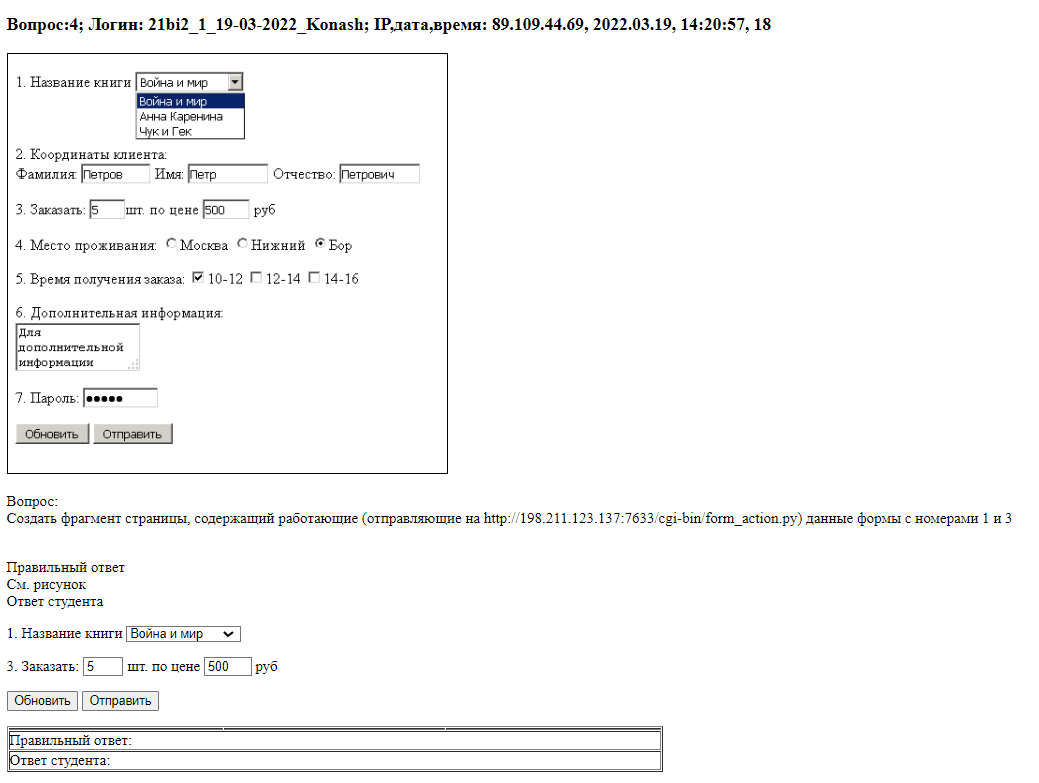 Вопрос:4; Логин: 21bi2_1_19-03-2022_Konash; IP,дата,время: 89.109.44.69, 2022.03.19, 14:20:57, 18
1. Название книги Война и мир
Война и мир
Анна Каренина
Чук и Гек
2. Координаты клиента:
Фамилия: Петров Имя: Петр Отчество: Петрович
3. Заказать: 5 шт. по цене 500 руб
4. Место проживания: Москва Нижний Бор
5. Время получения заказа: 10-12 12-14 14-16
6. Дополнительная информация:
Для
дополнительной
информации
7. Пароль: •••••
Обновить Отправить
Вопрос:
Создать фрагмент страницы, содержащий работающие (отправляющие на http://198.211.123.137:7633/cgi-bin/form_action.py) данные формы с номерами 1 и 3
Правильный ответ
См. рисунок
Ответ студента
1. Название книги Война и мир
3. Заказать: 5 шт. по цене 500 руб
Обновить Отправить
Правильный ответ:
Ответ студента: